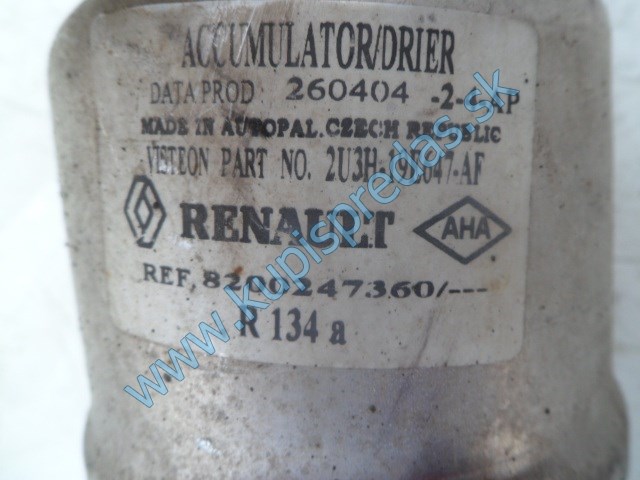 ACCUMULATOR/DRIER
DATA PROD: 260404 -2- AP
MADE IN AUTOPAL. CZECH REPUBLIC
VISTEON PART NO.
RENAULT AHA
REF, 8200247360/---
R 134 a
www.kupispredas.sk